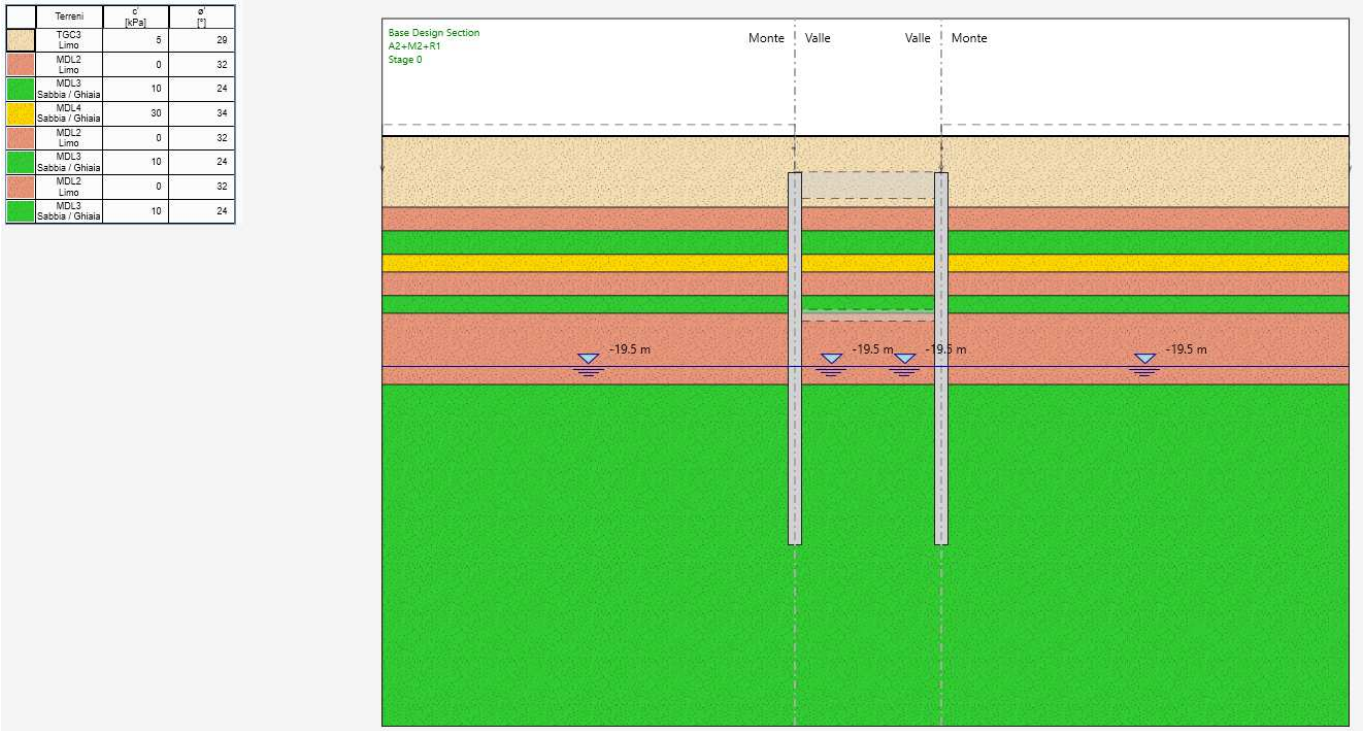 Terreni c' [kPa] ø' [°]
TGC3
Limo 5 29
MDL2
Limo 0 32
MDL3
Sabbia / Ghiaia 10 24
MDL4
Sabbia / Ghiaia 30 34
MDL2
Limo 0 32
MDL3
Sabbia / Ghiaia 10 24
MDL2
Limo 0 32
MDL3
Sabbia / Ghiaia 10 24
Base Design Section
A2+M2+R1
Stage 0
Monte Valle Valle Monte
-19.5 m -19.5 m -19.5 m -19.5 m